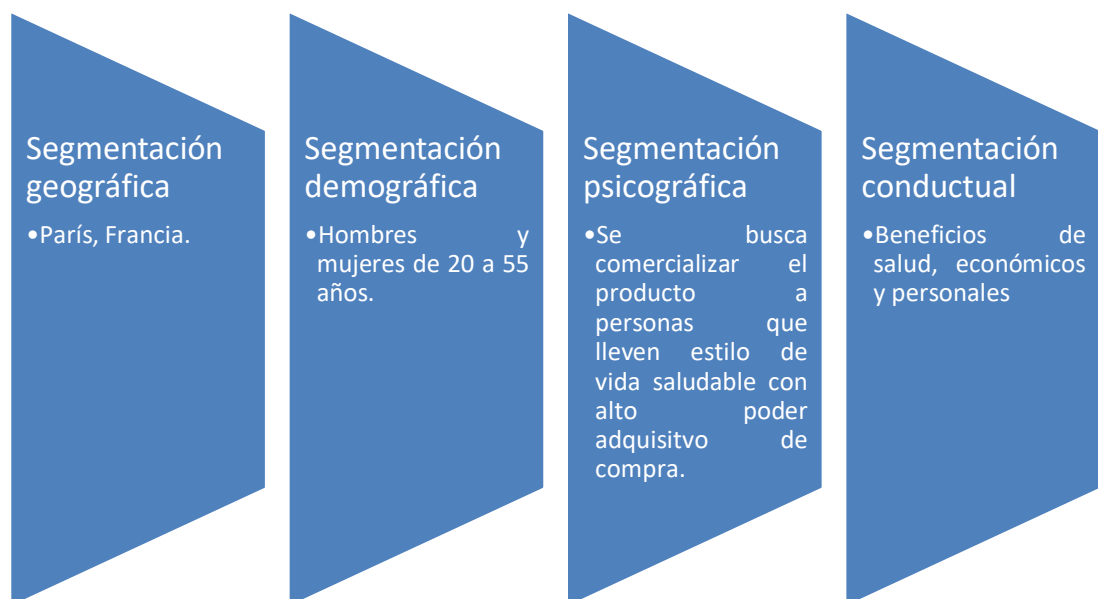 Segmentación
geográfica
•París, Francia.
Segmentación
demográfica
•Hombres y
mujeres de 20 a 55
años.
Segmentación
psicográfica
•Se busca
comercializar el
producto a
personas que
lleven estilo de
vida saludable con
alto poder
adquisitvo de
compra.
Segmentación
conductual
•Beneficios de
salud, económicos
y personales